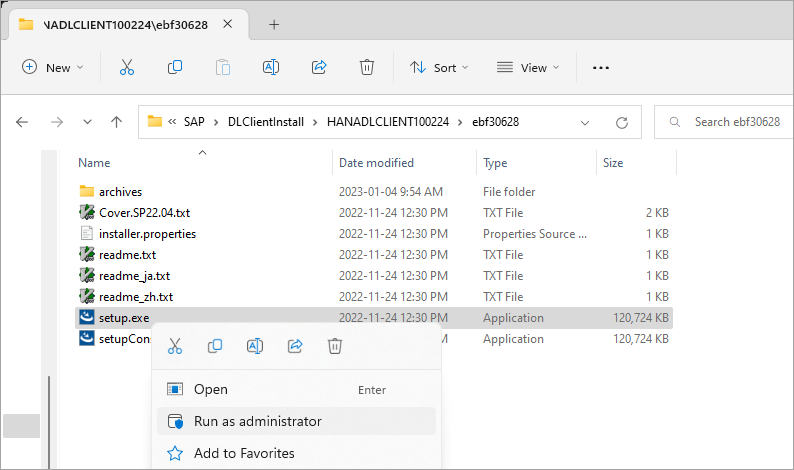 HANADLCLIENT100224\ebf30628
New
Sort
View
« SAP > DLClientInstall > HANADLCLIENT100224 > ebf30628
Search ebf30628
Name Date modified Type Size
archives 2023-01-04 9:54 AM File folder
Cover.SP22.04.txt 2022-11-24 12:30 PM TXT File 2 KB
installer.properties 2022-11-24 12:30 PM Properties Source ... 1 KB
readme.txt 2022-11-24 12:30 PM TXT File 1 KB
readme_ja.txt 2022-11-24 12:30 PM TXT File 1 KB
readme_zh.txt 2022-11-24 12:30 PM TXT File 1 KB
setup.exe 2022-11-24 12:30 PM Application 120,724 KB
setupCons M Application 120,724 KB
Open Enter
Run as administrator
Add to Favorites